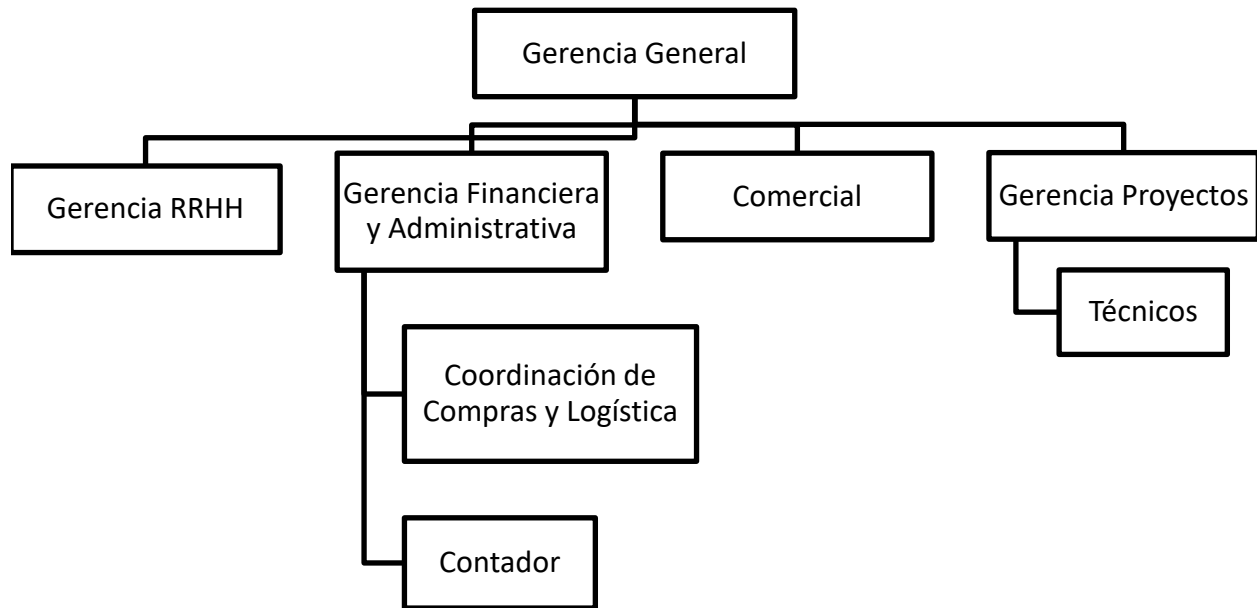 Gerencia General
Gerencia RRHH
Gerencia Financiera
y Administrativa
Comercial
Gerencia Proyectos
Técnicos
Coordinación de
Compras y Logística
Contador